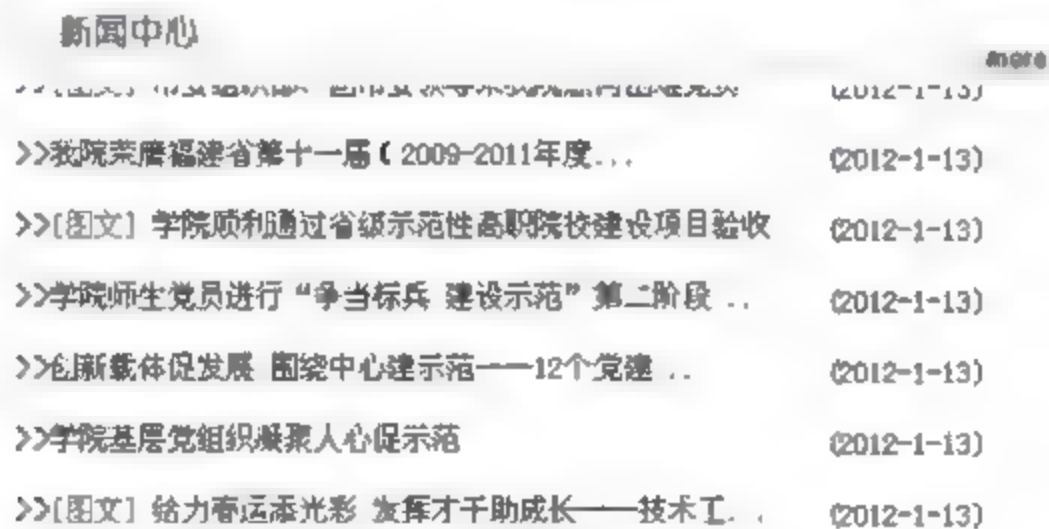 新闻中心
more
(2012-1-13)
>>我院荣膺福建省第十一届(2009-2011年度... (2012-1-13)
>>[图文] 学院顺利通过省级示范性高职院校建设项目验收 (2012-1-13)
>>学院师生党员进行“争当标兵 建设示范”第二阶段 .. (2012-1-13)
>>创新载体促发展 围绕中心建示范——12个党建 .. (2012-1-13)
>>学院基层党组织凝聚人心促示范 (2012-1-13)
>>[图文] 给力春运添光彩 发挥才干助成长——技术工. . (2012-1-13)